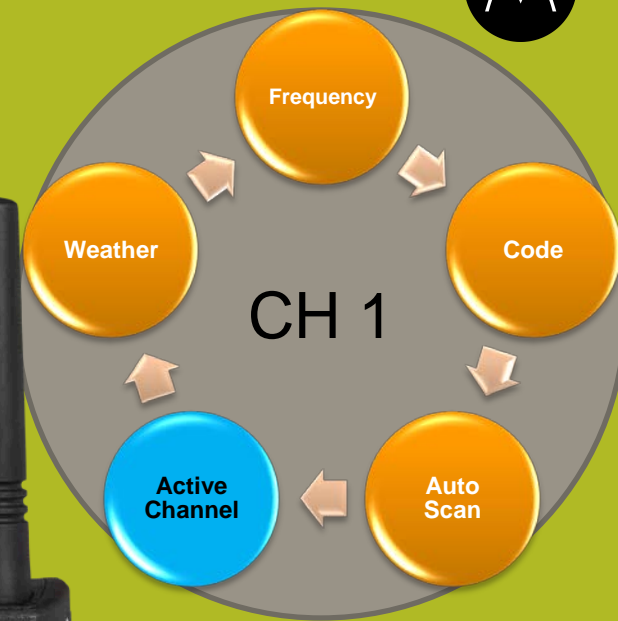 Frequency
Weather
Code
CH 1
Active
Channel
Auto
Scan